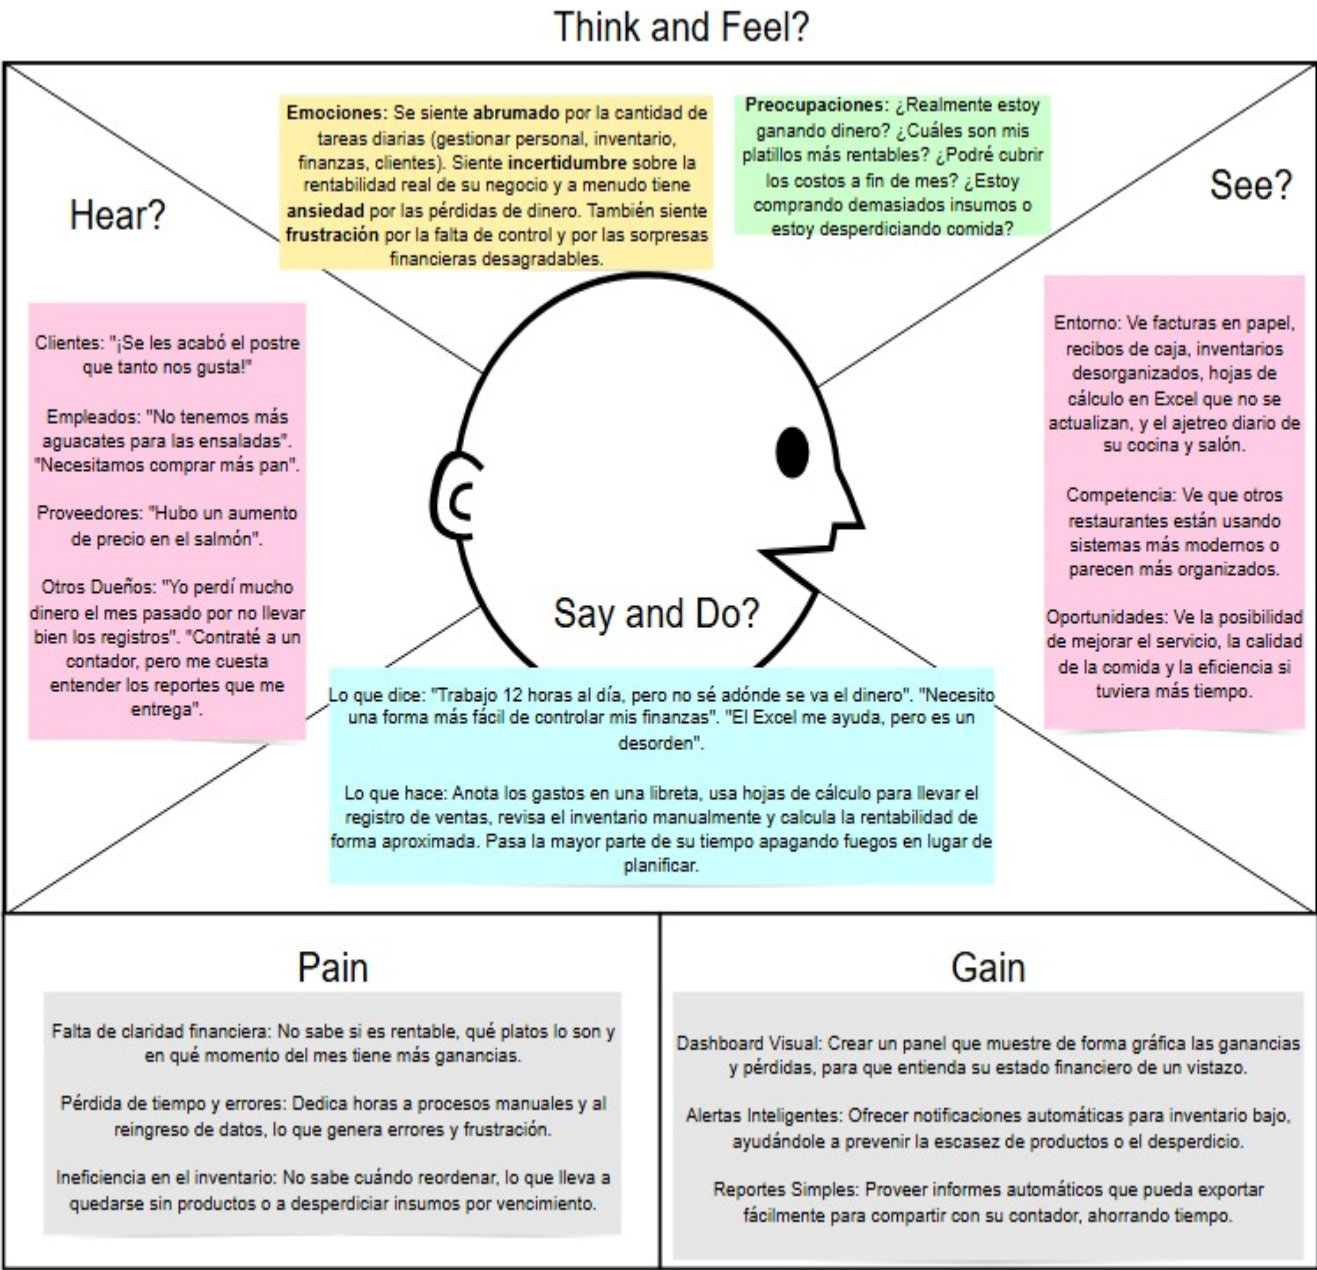 Think and Feel?
Emociones: Se siente abrumado por la cantidad de
tareas diarias (gestionar personal, inventario,
finanzas, clientes). Siente incertidumbre sobre la
rentabilidad real de su negocio y a menudo tiene
ansiedad por las pérdidas de dinero. También siente
frustración por la falta de control y por las sorpresas
financieras desagradables.
Preocupaciones: ¿Realmente estoy
ganando dinero? ¿Cuáles son mis
platillos más rentables? ¿Podré cubrir
los costos a fin de mes? ¿Estoy
comprando demasiados insumos o
estoy desperdiciando comida?
Hear?
Clientes: "¡Se les acabó el postre
que tanto nos gusta!"
Empleados: "No tenemos más
aguacates para las ensaladas".
"Necesitamos comprar más pan".
Proveedores: "Hubo un aumento
de precio en el salmón".
Otros Dueños: "Yo perdí mucho
dinero el mes pasado por no llevar
bien los registros". "Contraté a un
contador, pero me cuesta
entender los reportes que me
entrega".
See?
Entorno: Ve facturas en papel,
recibos de caja, inventarios
desorganizados, hojas de
cálculo en Excel que no se
actualizan, y el ajetreo diario de
su cocina y salón.
Competencia: Ve que otros
restaurantes están usando
sistemas más modernos o
parecen más organizados.
Oportunidades: Ve la posibilidad
de mejorar el servicio, la calidad
de la comida y la eficiencia si
tuviera más tiempo.
Say and Do?
Lo que dice: "Trabajo 12 horas al día, pero no sé adónde se va el dinero". "Necesito
una forma más fácil de controlar mis finanzas". "El Excel me ayuda, pero es un
desorden".
Lo que hace: Anota los gastos en una libreta, usa hojas de cálculo para llevar el
registro de ventas, revisa el inventario manualmente y calcula la rentabilidad de
forma aproximada. Pasa la mayor parte de su tiempo apagando fuegos en lugar de
planificar.
Pain
Falta de claridad financiera: No sabe si es rentable, qué platos lo son y
en qué momento del mes tiene más ganancias.
Pérdida de tiempo y errores: Dedica horas a procesos manuales y al
reingreso de datos, lo que genera errores y frustración.
Ineficiencia en el inventario: No sabe cuándo reordenar, lo que lleva a
quedarse sin productos o a desperdiciar insumos por vencimiento.
Gain
Dashboard Visual: Crear un panel que muestre de forma gráfica las ganancias
y pérdidas, para que entienda su estado financiero de un vistazo.
Alertas Inteligentes: Ofrecer notificaciones automáticas para inventario bajo,
ayudándole a prevenir la escasez de productos o el desperdicio.
Reportes Simples: Proveer informes automáticos que pueda exportar
fácilmente para compartir con su contador, ahorrando tiempo.